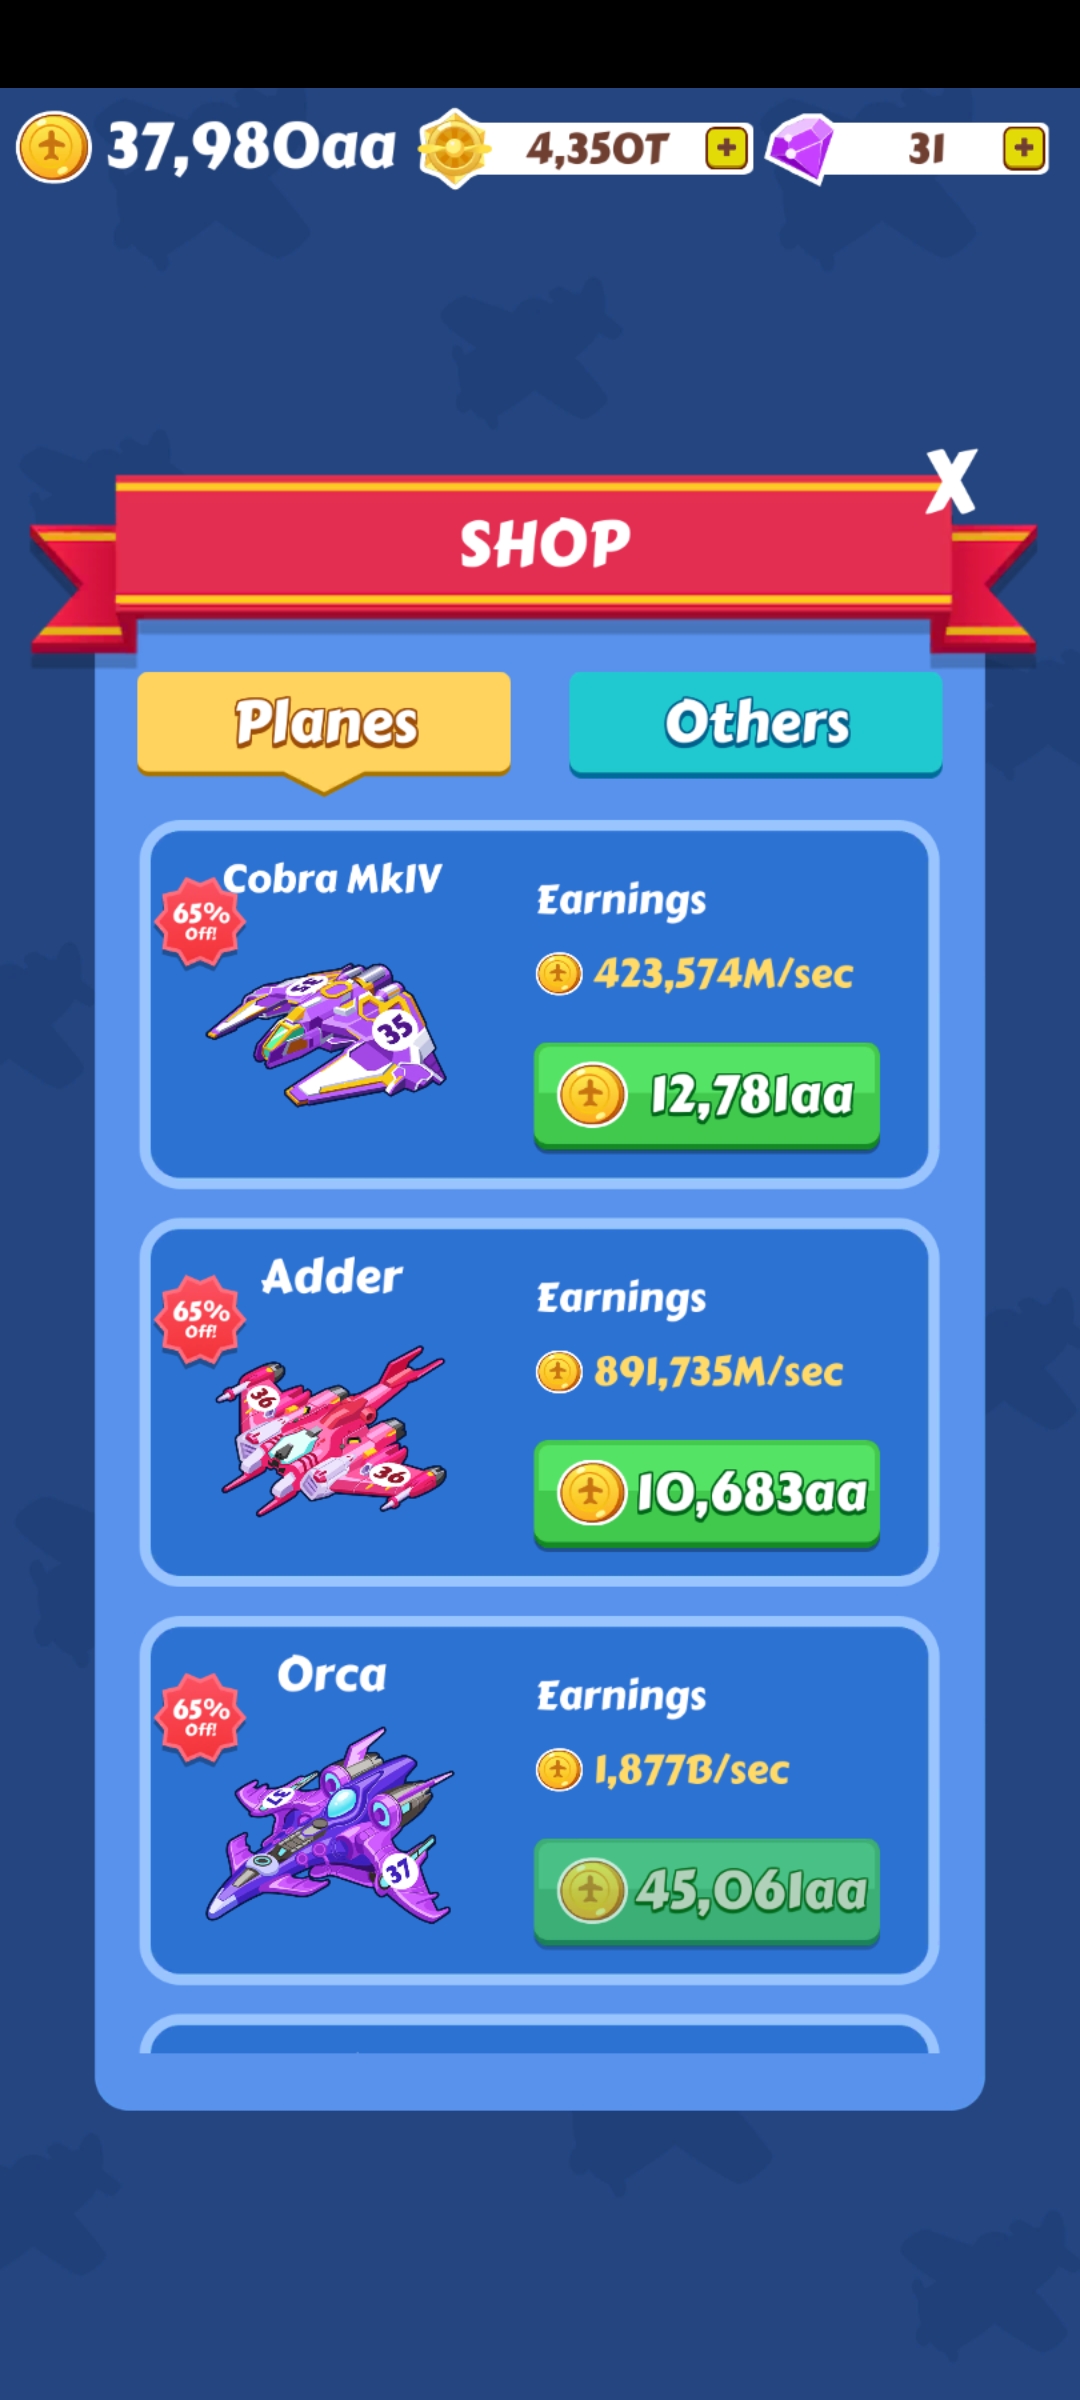 37,980aa
4,350T
31
X
SHOP
Planes
Others
Cobra MkIV
65%
Off!
Earnings
423,574M/sec
35
35
12,781aa
Adder
65%
Off!
Earnings
891,735M/sec
36
36
10,683aa
Orca
65%
Off!
Earnings
1,877B/sec
37
37
45,061aa